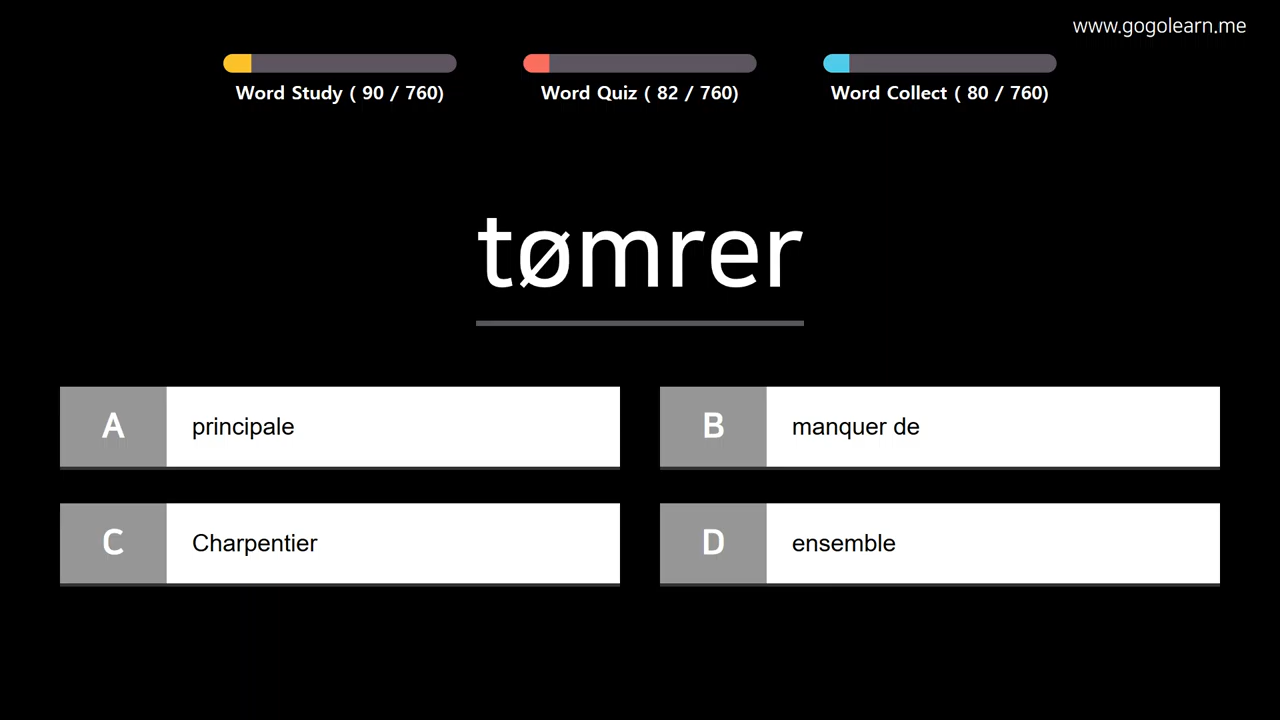 www.gogolearn.me
Word Study ( 90 / 760)
Word Quiz ( 82 / 760)
Word Collect ( 80 / 760)
tømrer
A principale
B manquer de
C Charpentier
D ensemble